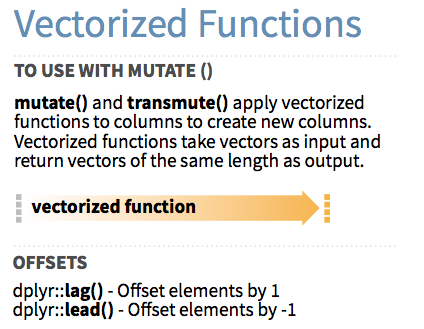 Vectorized Functions
TO USE WITH MUTATE ()
mutate() and transmute() apply vectorized
functions to columns to create new columns.
Vectorized functions take vectors as input and
return vectors of the same length as output.
vectorized function
OFFSETS
dplyr::lag() - Offset elements by 1
dplyr::lead() - Offset elements by -1